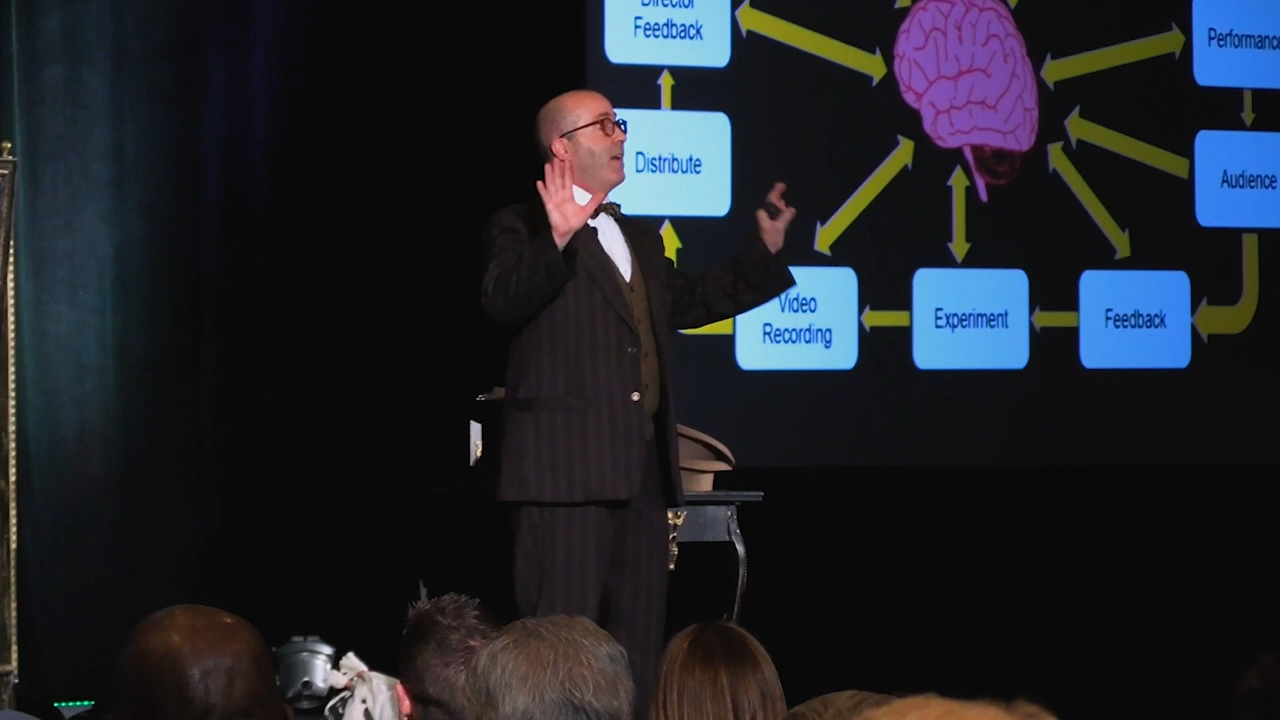 Director
Feedback
Performance
Distribute
Audience
Video
Recording
Experiment
Feedback